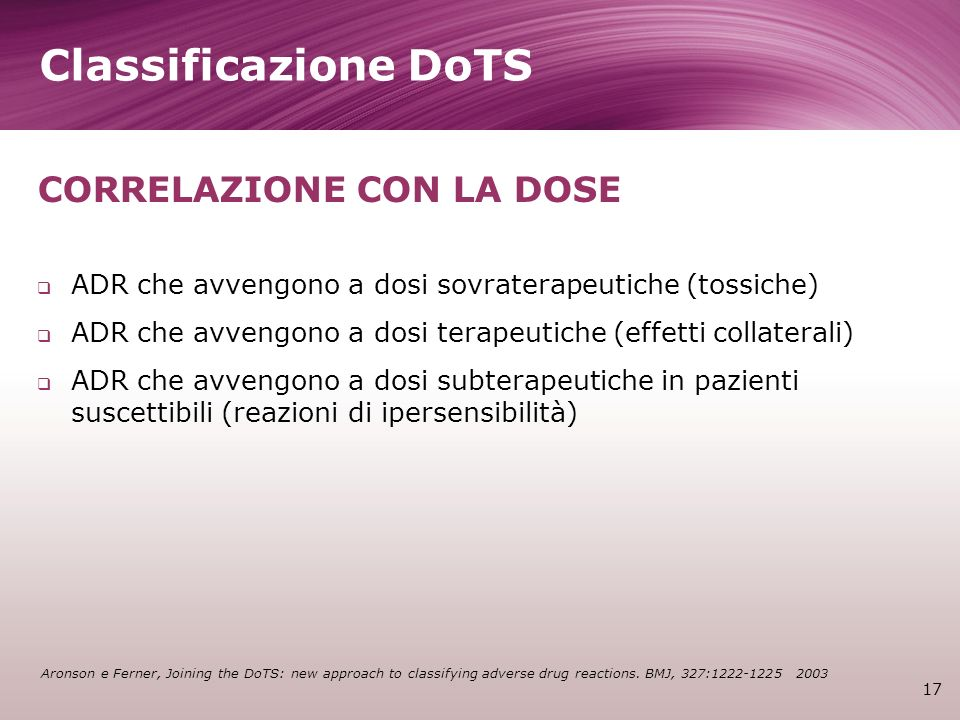 Classificazione DoTS
CORRELAZIONE CON LA DOSE
❑ ADR che avvengono a dosi sovraterapeutiche (tossiche)
❑ ADR che avvengono a dosi terapeutiche (effetti collaterali)
❑ ADR che avvengono a dosi subterapeutiche in pazienti
suscettibili (reazioni di ipersensibilità)
Aronson e Ferner, Joining the DoTS: new approach to classifying adverse drug reactions. BMJ, 327:1222-1225 2003
17